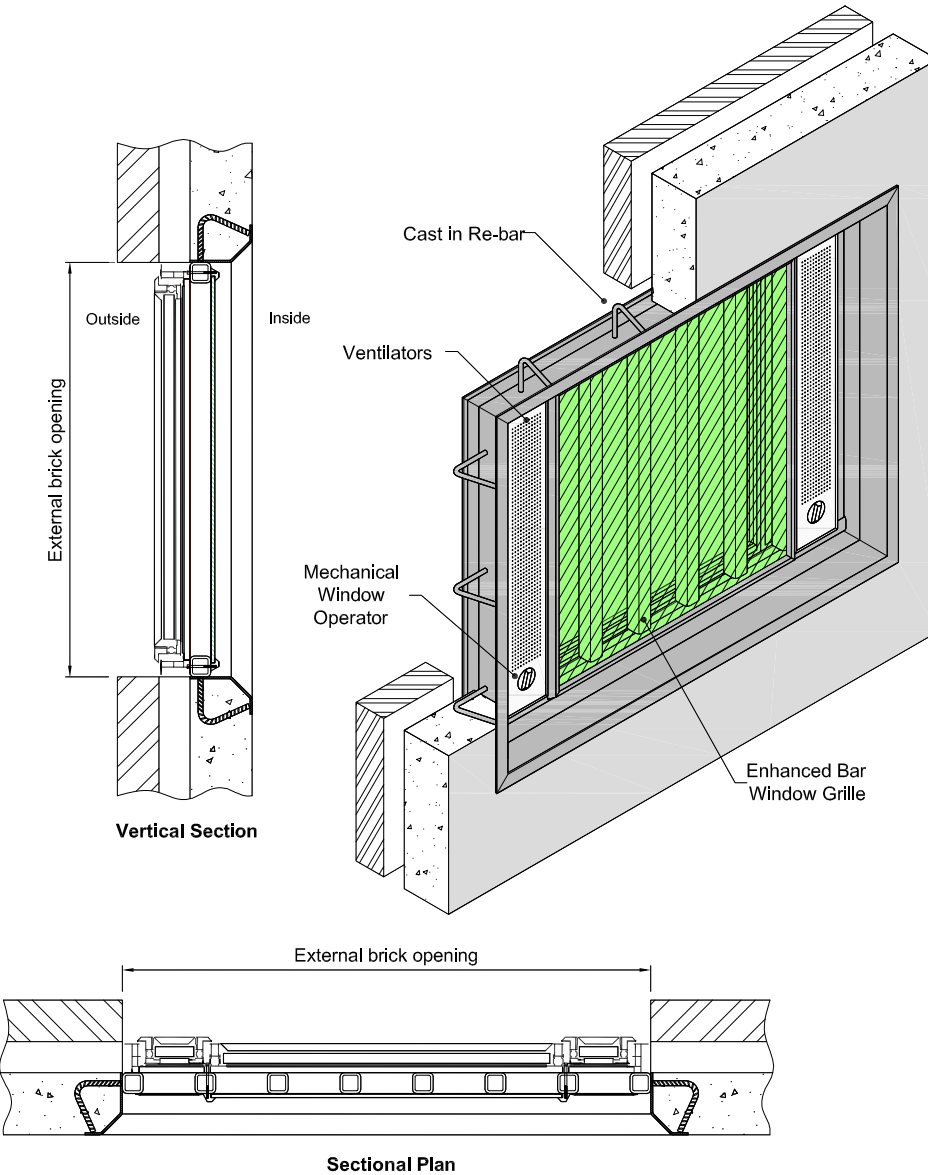 Cast in Re-bar
Outside
Inside
Ventilators
External brick opening
Mechanical
Window
Operator
Enhanced Bar
Window Grille
Vertical Section
External brick opening
Sectional Plan